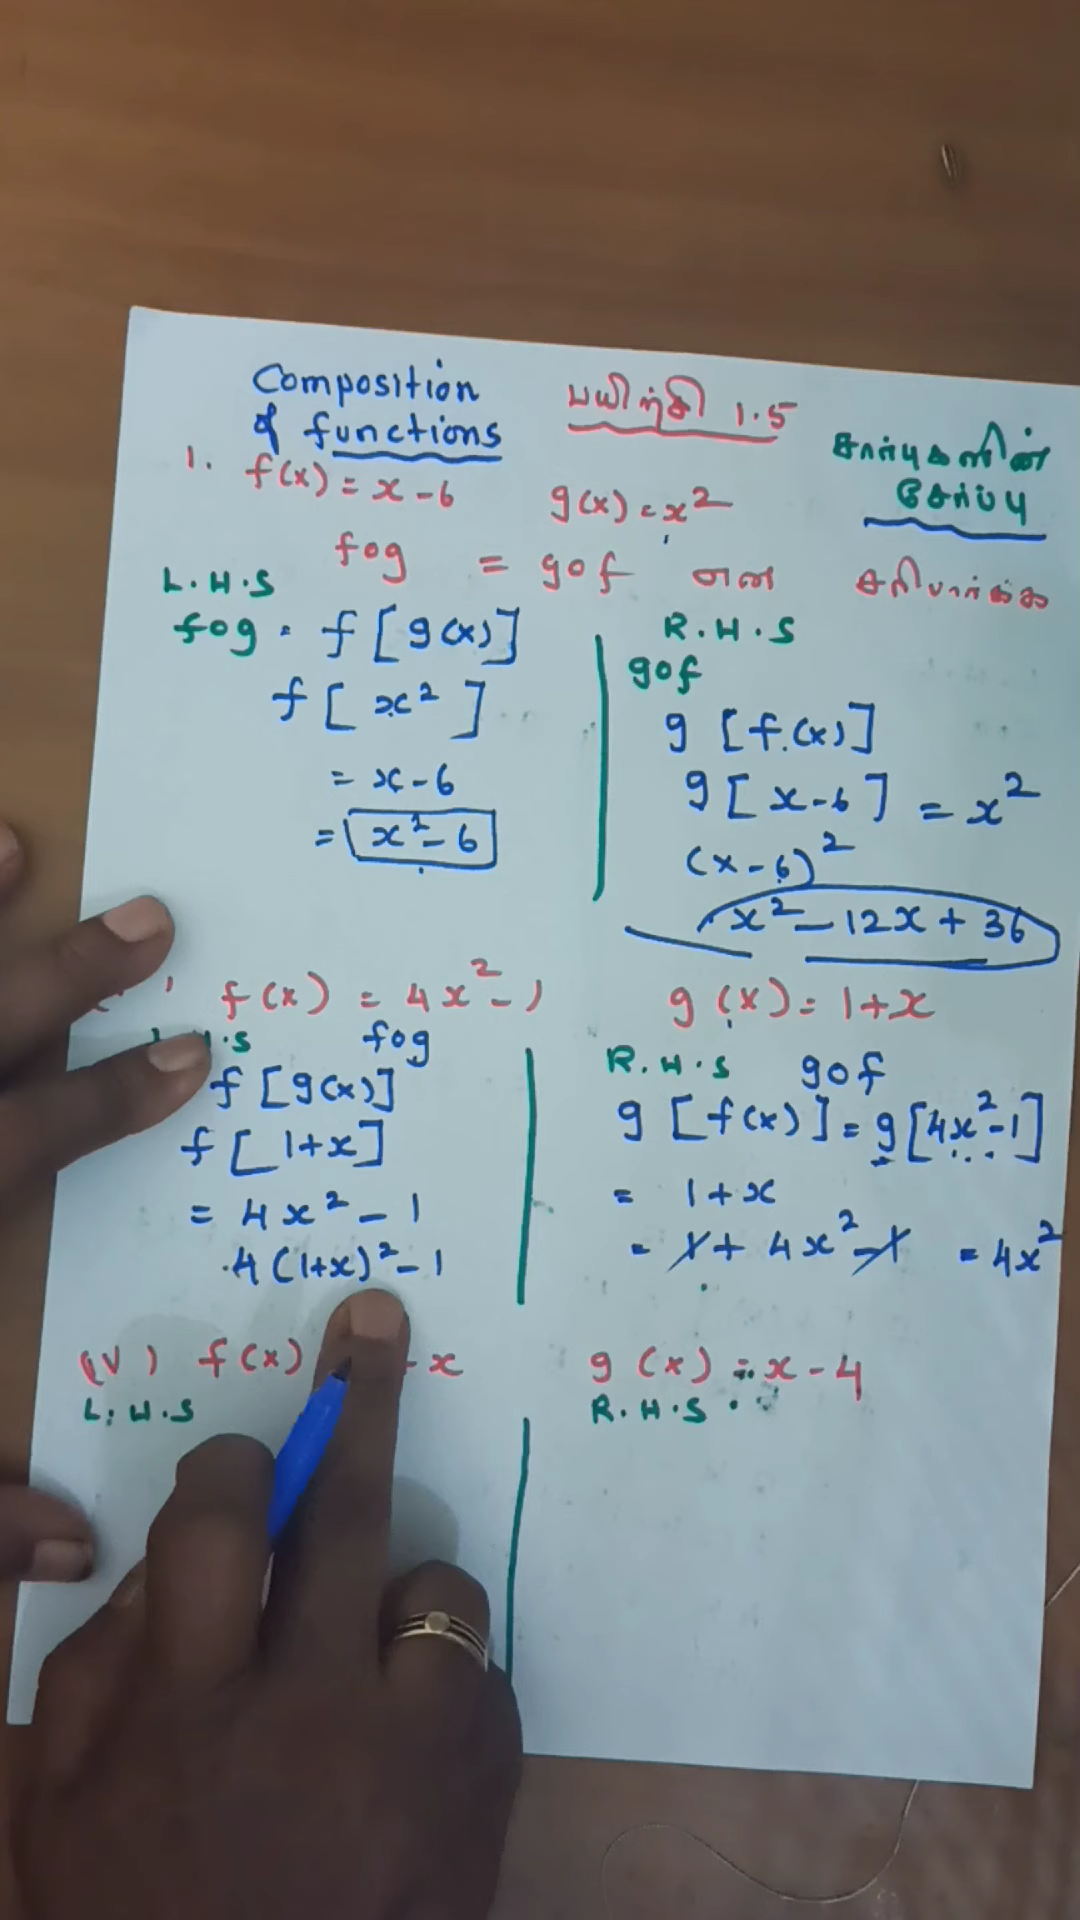 Composition
of functions
பயிற்சி 1.5
சார்புகளின்
சேர்ப்பு
1. f(x) = x - 6
g(x) = x²
fog = gof என சரிபார்க்க
L.H.S
fog = f [g(x)]
f [ x² ]
= x - 6
= x² - 6
R.H.S
gof
g [f(x)]
g [ x-6 ] = x²
(x - 6)²
x² - 12x + 36
f(x) = 4x² - 1
g(x) = 1+x
H.S
fog
f [g(x)]
f [ 1+x ]
= 4x² - 1
4 (1+x)² - 1
R.H.S gof
g [f(x)] = g [4x² - 1]
= 1+x
= 1 + 4x² - 1 = 4x²
(iv) f(x) - x
g(x) = x - 4
L.H.S
R.H.S